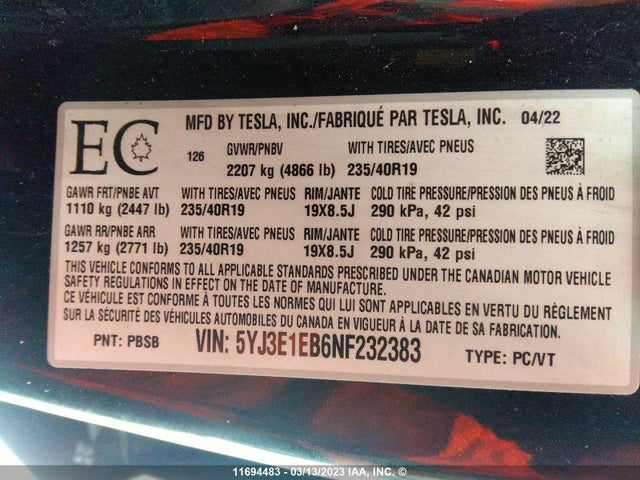 EC
MFD BY TESLA, INC./FABRIQUÉ PAR TESLA, INC. 04/22
126 GVWR/PNBV WITH TIRES/AVEC PNEUS
2207 kg (4866 lb) 235/40R19
GAWR FRT/PNBE AVT WITH TIRES/AVEC PNEUS RIM/JANTE COLD TIRE PRESSURE/PRESSION DES PNEUS À FROID
1110 kg (2447 lb) 235/40R19 19X8.5J 290 kPa, 42 psi
GAWR RR/PNBE ARR WITH TIRES/AVEC PNEUS RIM/JANTE COLD TIRE PRESSURE/PRESSION DES PNEUS À FROID
1257 kg (2771 lb) 235/40R19 19X8.5J 290 kPa, 42 psi
THIS VEHICLE CONFORMS TO ALL APPLICABLE STANDARDS PRESCRIBED UNDER THE CANADIAN MOTOR VEHICLE
SAFETY REGULATIONS IN EFFECT ON THE DATE OF MANUFACTURE.
CE VÉHICULE EST CONFORME À TOUTES LES NORMES QUI LUI SONT APPLICABLES EN VERTU DU RÈGLEMENT
SUR LA SÉCURITÉ DES VÉHICULES AUTOMOBILES DU CANADA EN VIGUEUR À LA DATE DE SA FABRICATION.
PNT: PBSB VIN: 5YJ3E1EB6NF232383 TYPE: PC/VT
11694483 - 03/13/2023 IAA, INC. ©